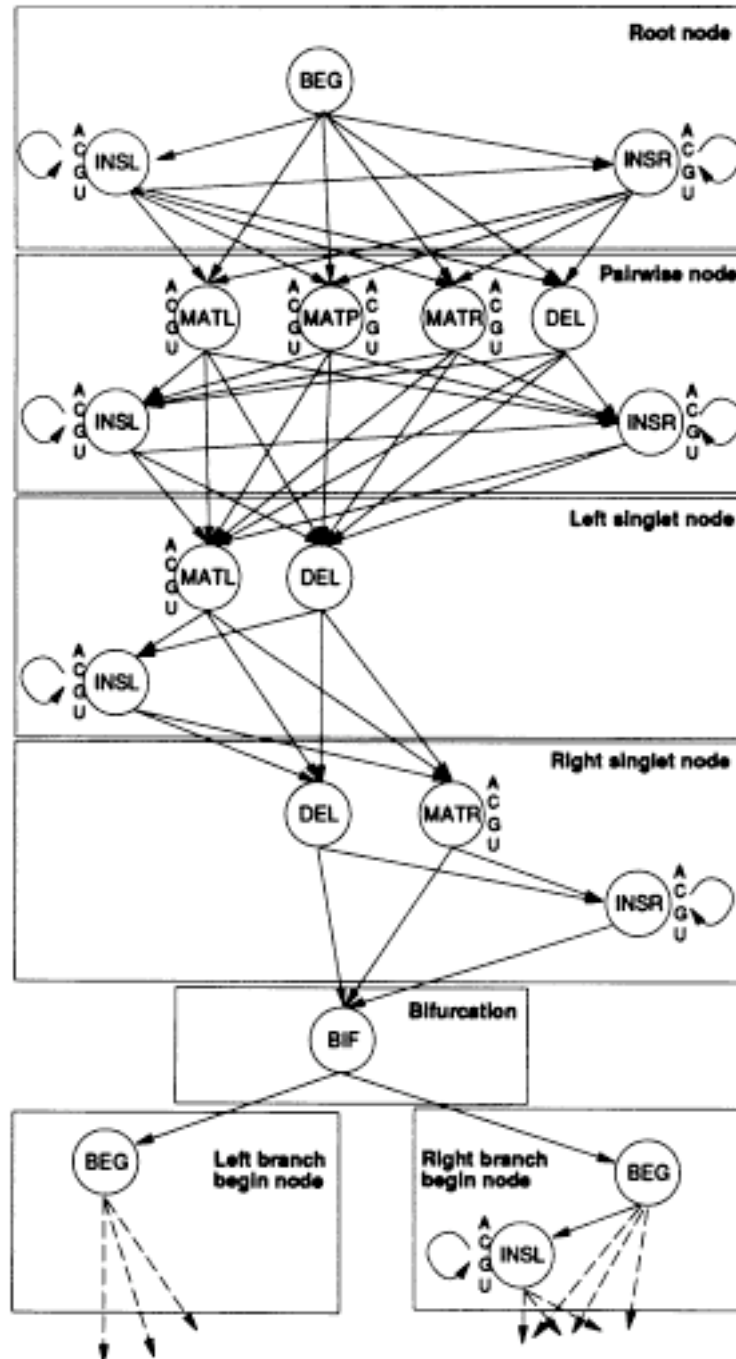 Root node
BEG
A
C
G
U
INSL
INSR
A
C
G
U
Pairwise node
A
C
G
U
MATL
A
C
G
U
MATP
A
C
G
U
MATR
A
C
G
U
DEL
A
C
G
U
INSL
INSR
A
C
G
U
Left singlet node
A
C
G
U
MATL
DEL
A
C
G
U
INSL
Right singlet node
DEL
MATR
A
C
G
U
INSR
A
C
G
U
Bifurcation
BIF
BEG
Left branch
begin node
Right branch
begin node
BEG
A
C
G
U
INSL